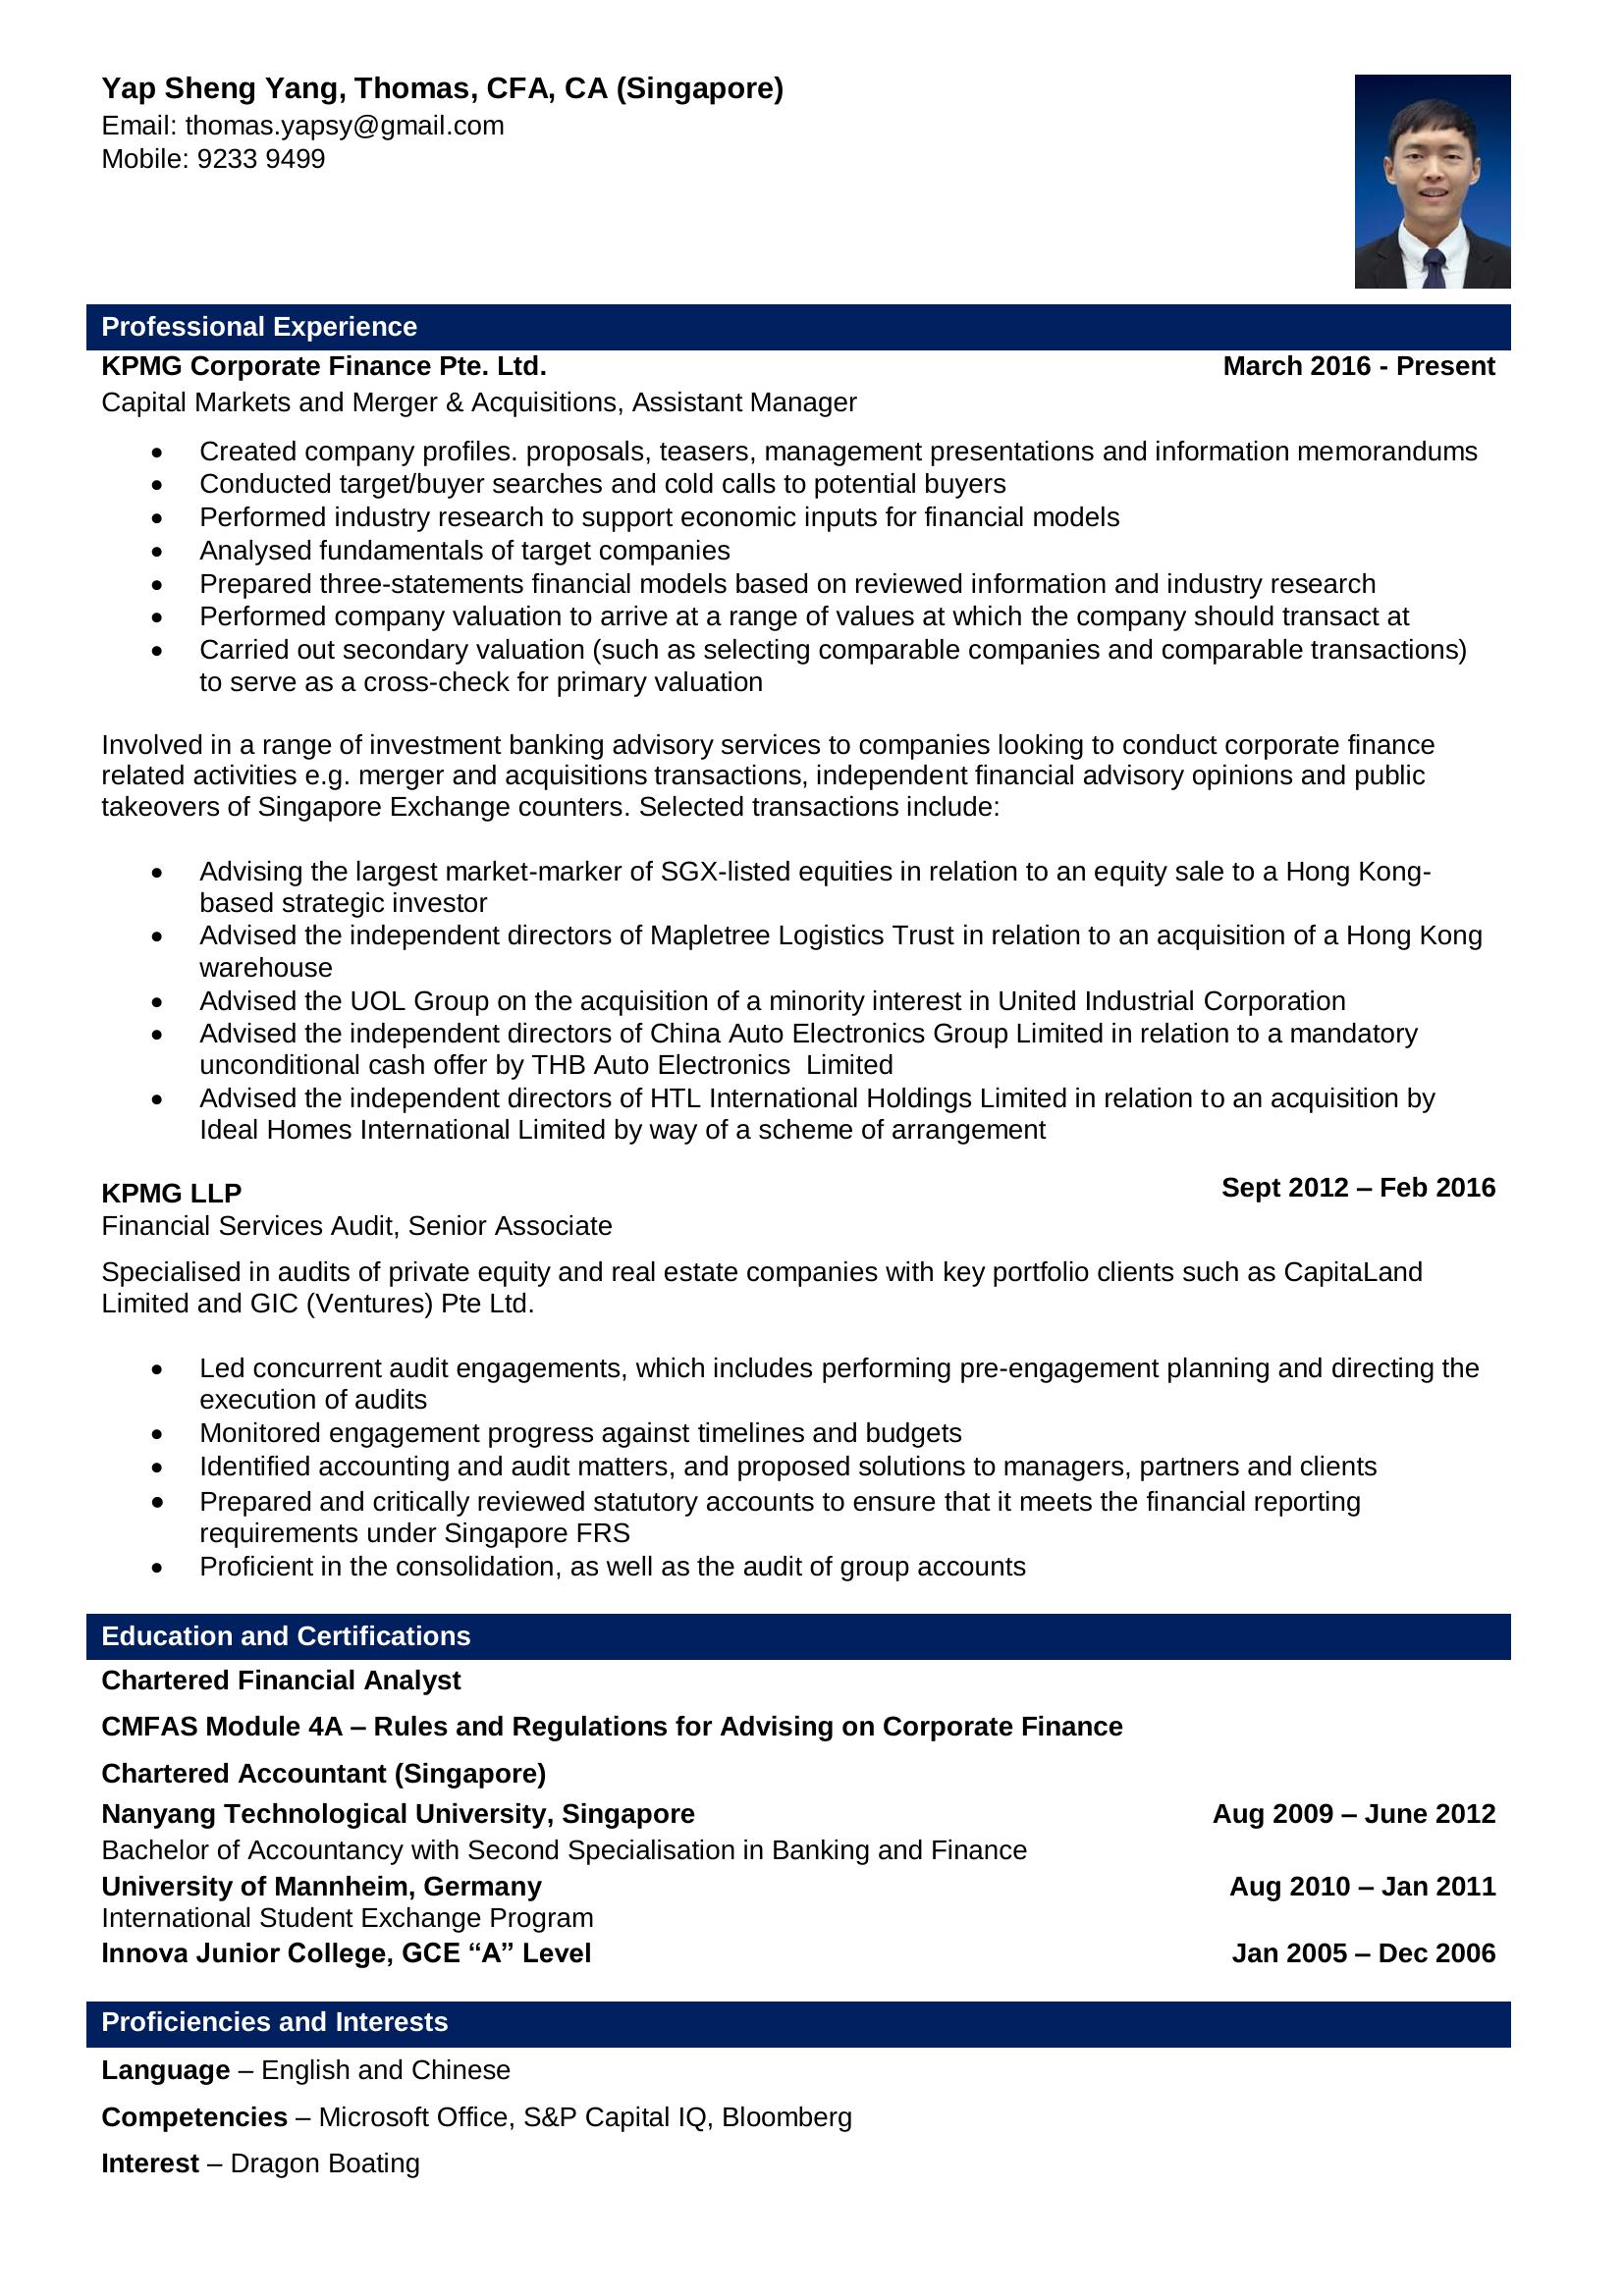 Yap Sheng Yang, Thomas, CFA, CA (Singapore)
Email: thomas.yapsy@gmail.com
Mobile: 9233 9499
Professional Experience
KPMG Corporate Finance Pte. Ltd. March 2016 - Present
Capital Markets and Merger & Acquisitions, Assistant Manager
• Created company profiles. proposals, teasers, management presentations and information memorandums
• Conducted target/buyer searches and cold calls to potential buyers
• Performed industry research to support economic inputs for financial models
• Analysed fundamentals of target companies
• Prepared three-statements financial models based on reviewed information and industry research
• Performed company valuation to arrive at a range of values at which the company should transact at
• Carried out secondary valuation (such as selecting comparable companies and comparable transactions)
to serve as a cross-check for primary valuation
Involved in a range of investment banking advisory services to companies looking to conduct corporate finance
related activities e.g. merger and acquisitions transactions, independent financial advisory opinions and public
takeovers of Singapore Exchange counters. Selected transactions include:
• Advising the largest market-marker of SGX-listed equities in relation to an equity sale to a Hong Kong-
based strategic investor
• Advised the independent directors of Mapletree Logistics Trust in relation to an acquisition of a Hong Kong
warehouse
• Advised the UOL Group on the acquisition of a minority interest in United Industrial Corporation
• Advised the independent directors of China Auto Electronics Group Limited in relation to a mandatory
unconditional cash offer by THB Auto Electronics  Limited
• Advised the independent directors of HTL International Holdings Limited in relation to an acquisition by
Ideal Homes International Limited by way of a scheme of arrangement
KPMG LLP Sept 2012 – Feb 2016
Financial Services Audit, Senior Associate
Specialised in audits of private equity and real estate companies with key portfolio clients such as CapitaLand
Limited and GIC (Ventures) Pte Ltd.
• Led concurrent audit engagements, which includes performing pre-engagement planning and directing the
execution of audits
• Monitored engagement progress against timelines and budgets
• Identified accounting and audit matters, and proposed solutions to managers, partners and clients
• Prepared and critically reviewed statutory accounts to ensure that it meets the financial reporting
requirements under Singapore FRS
• Proficient in the consolidation, as well as the audit of group accounts
Education and Certifications
Chartered Financial Analyst
CMFAS Module 4A – Rules and Regulations for Advising on Corporate Finance
Chartered Accountant (Singapore)
Nanyang Technological University, Singapore Aug 2009 – June 2012
Bachelor of Accountancy with Second Specialisation in Banking and Finance
University of Mannheim, Germany Aug 2010 – Jan 2011
International Student Exchange Program
Innova Junior College, GCE “A” Level Jan 2005 – Dec 2006
Proficiencies and Interests
Language – English and Chinese
Competencies – Microsoft Office, S&P Capital IQ, Bloomberg
Interest – Dragon Boating